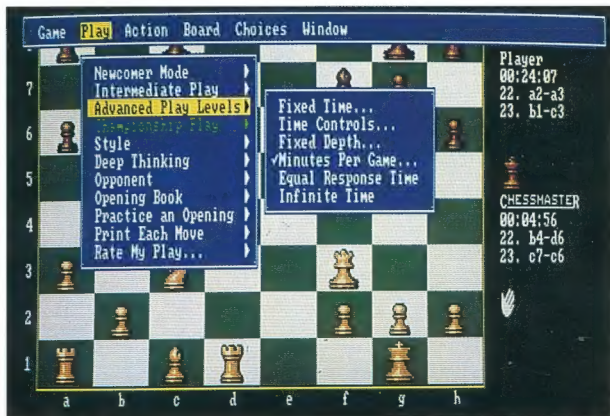 Game Play Action Board Choices Window
Newcomer Mode
Intermediate Play
Advanced Play Levels
Championship Play
Style
Deep Thinking
Opponent
Opening Book
Practice an Opening
Print Each Move
Rate My Play...
Fixed Time...
Time Controls...
Fixed Depth...
✓Minutes Per Game...
Equal Response Time
Infinite Time
Player
00:24:07
22. a2-a3
23. b1-c3
CHESSMASTER
00:04:56
22. b4-d6
23. c7-c6
6
5
4
3
2
1
a b c d e f g h